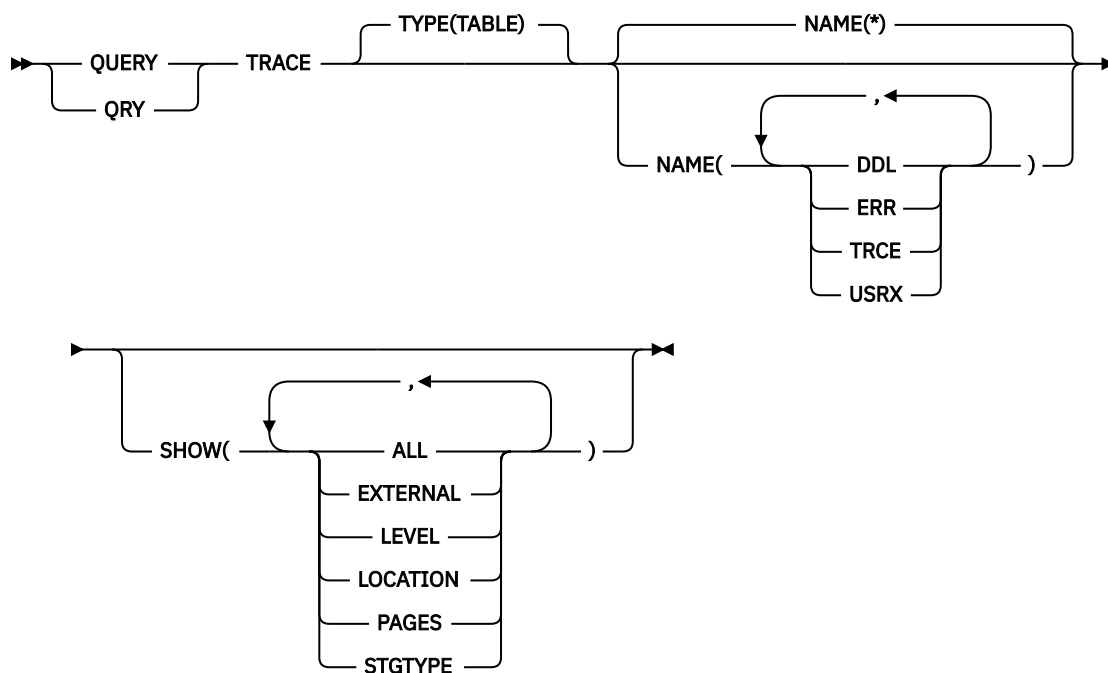 TYPE(TABLE) NAME(*)
QUERY TRACE
QRY
,
NAME( DDL )
ERR
TRCE
USRX
,
SHOW( ALL )
EXTERNAL
LEVEL
LOCATION
PAGES
STGTYPE